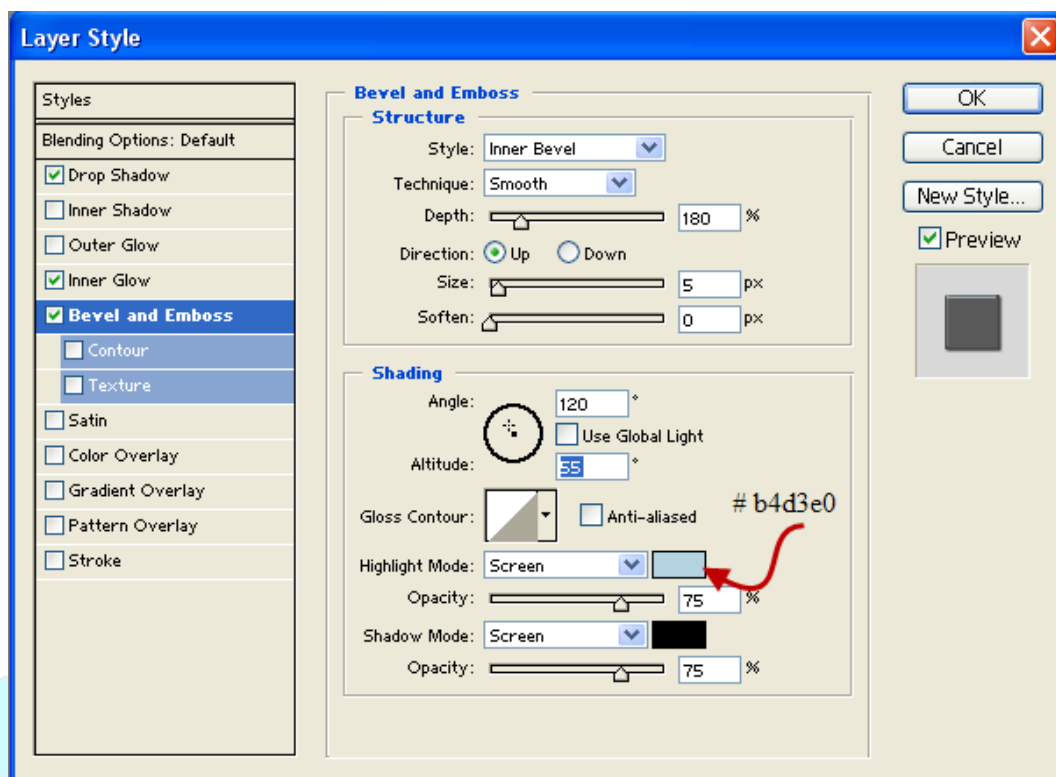 Layer Style
Styles
Blending Options: Default
Drop Shadow
Inner Shadow
Outer Glow
Inner Glow
Bevel and Emboss
Contour
Texture
Satin
Color Overlay
Gradient Overlay
Pattern Overlay
Stroke
Bevel and Emboss
Structure
Style: Inner Bevel
Technique: Smooth
Depth: 180 %
Direction: Up Down
Size: 5 px
Soften: 0 px
Shading
Angle: 120 °
Use Global Light
Altitude: 55 °
Gloss Contour: Anti-aliased
# b4d3e0
Highlight Mode: Screen
Opacity: 75 %
Shadow Mode: Screen
Opacity: 75 %
OK
Cancel
New Style...
Preview